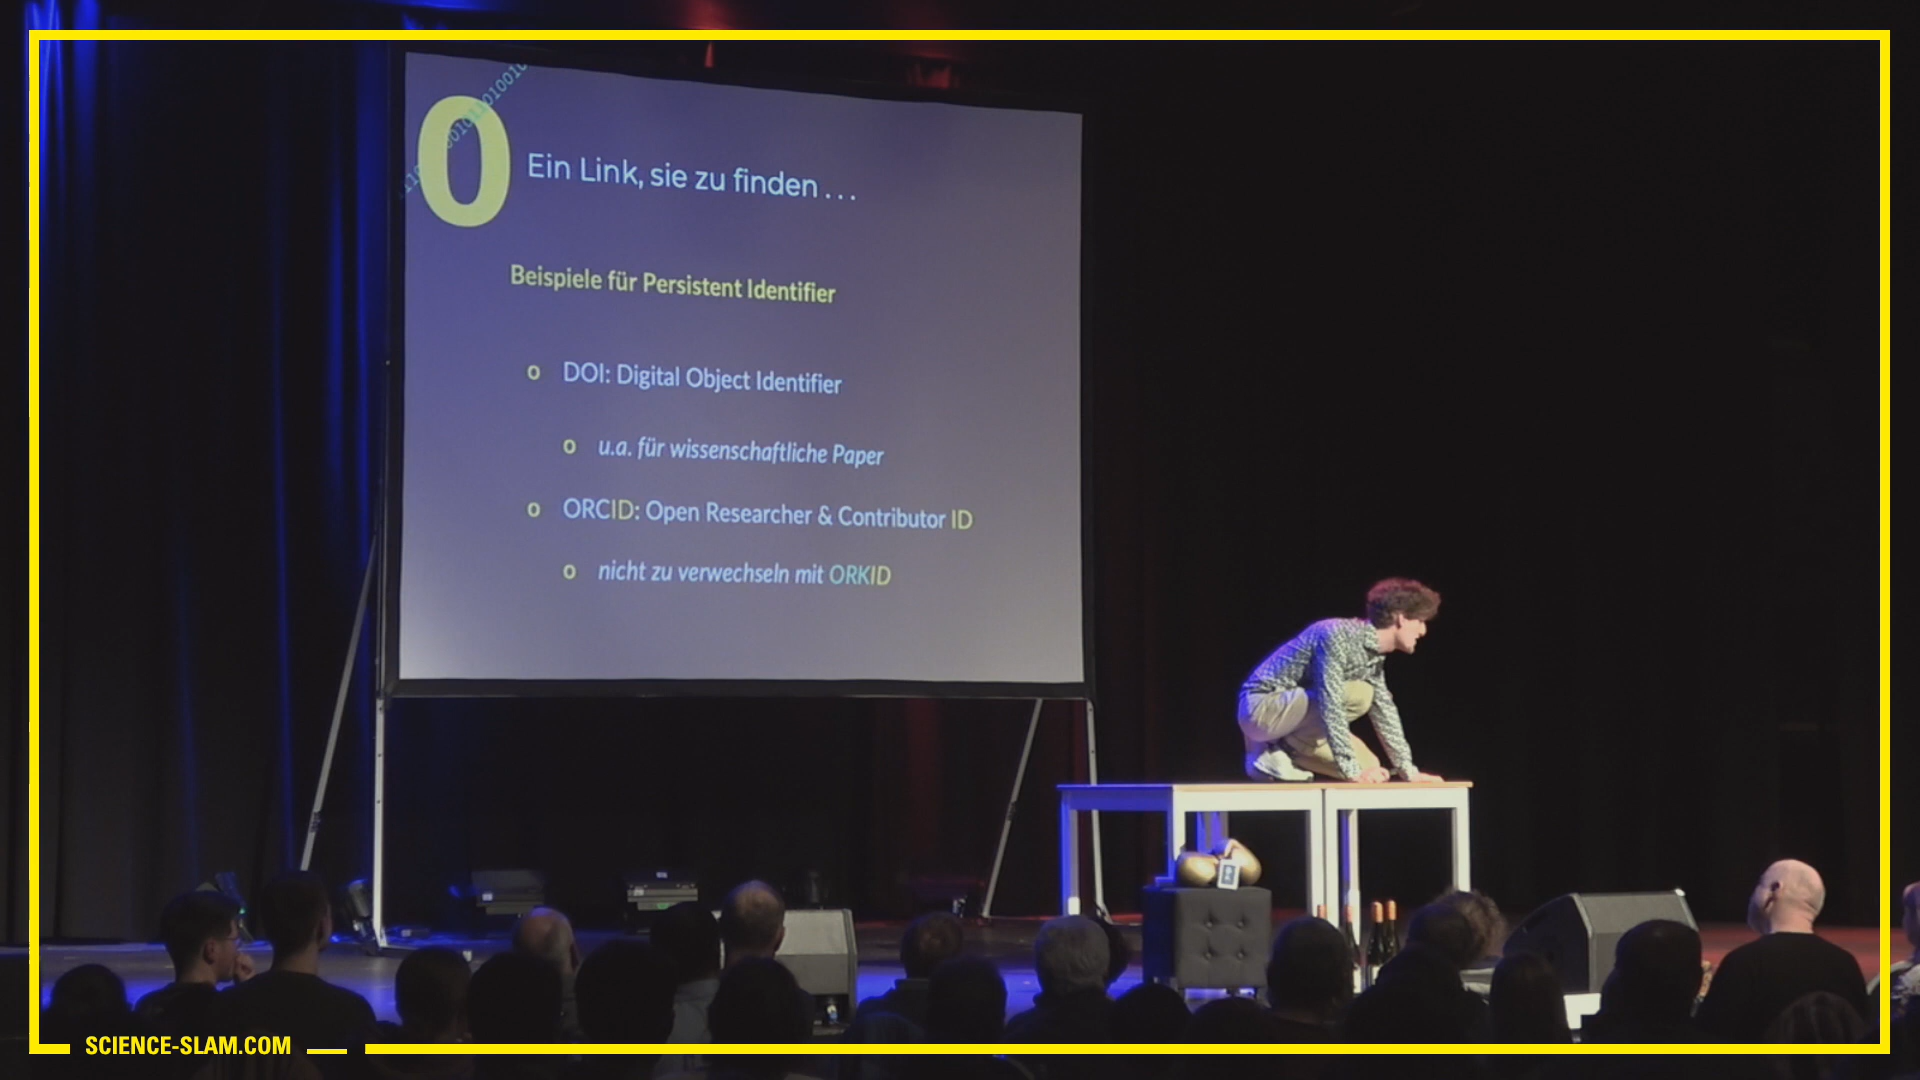 0
Ein Link, sie zu finden . . .
Beispiele für Persistent Identifier
o DOI: Digital Object Identifier
o u.a. für wissenschaftliche Paper
o ORCID: Open Researcher & Contributor ID
o nicht zu verwechseln mit ORKID
SCIENCE-SLAM.COM